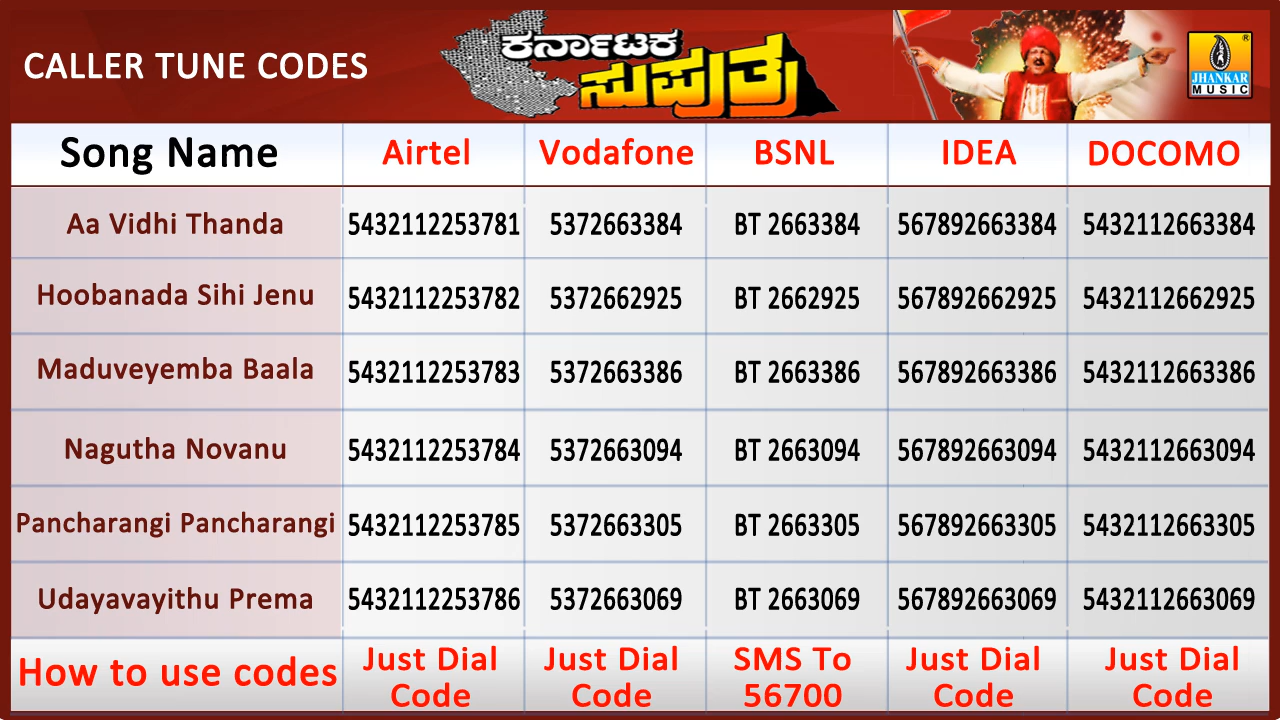 CALLER TUNE CODES
ಕರ್ನಾಟಕ
ಸುಪುತ್ರ
JHANKAR
MUSIC
®
Song Name Airtel Vodafone BSNL IDEA DOCOMO
Aa Vidhi Thanda 5432112253781 5372663384 BT 2663384 567892663384 5432112663384
Hoobanada Sihi Jenu 5432112253782 5372662925 BT 2662925 567892662925 5432112662925
Maduveyemba Baala 5432112253783 5372663386 BT 2663386 567892663386 5432112663386
Nagutha Novanu 5432112253784 5372663094 BT 2663094 567892663094 5432112663094
Pancharangi Pancharangi 5432112253785 5372663305 BT 2663305 567892663305 5432112663305
Udayavayithu Prema 5432112253786 5372663069 BT 2663069 567892663069 5432112663069
How to use codes Just Dial Just Dial SMS To Just Dial Just Dial
Code Code 56700 Code Code